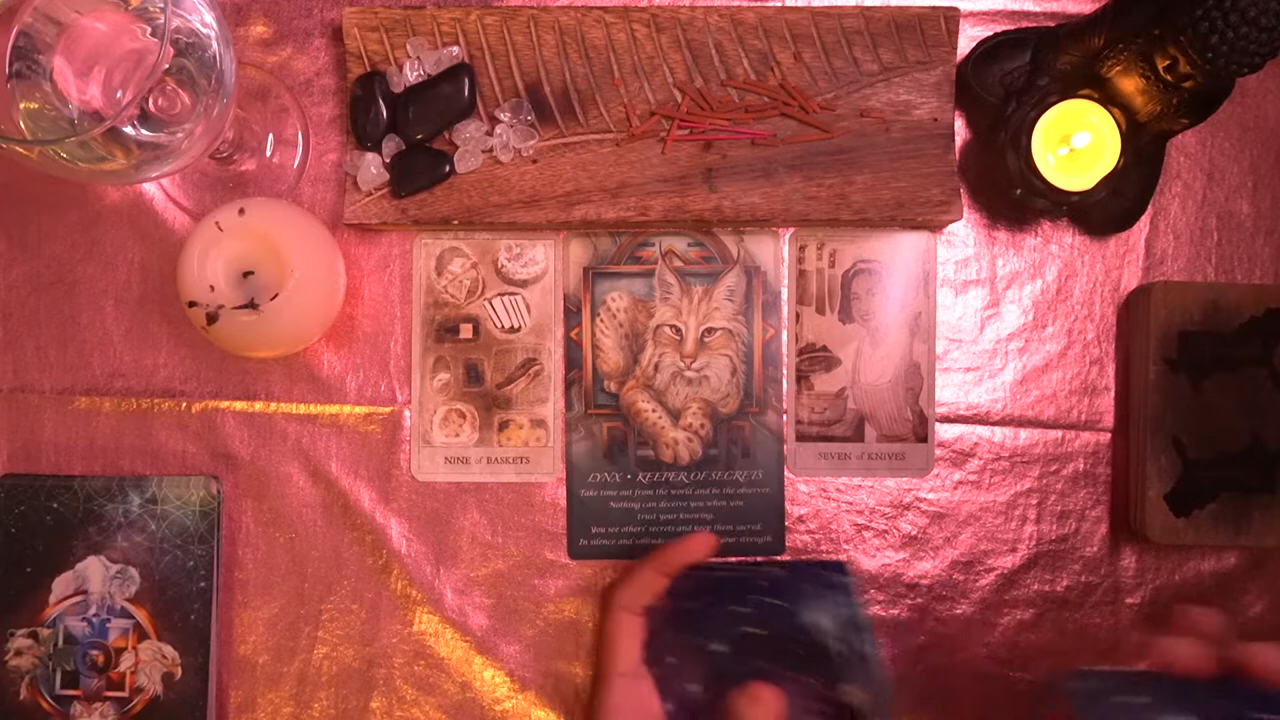 NINE of BASKETS
LYNX • KEEPER OF SECRETS
Take time out from the world and be the observer.
Nothing can deceive you when you
trust your knowing.
You see others' secrets and keep them sacred.
In silence and solitude your strength
SEVEN of KNIVES